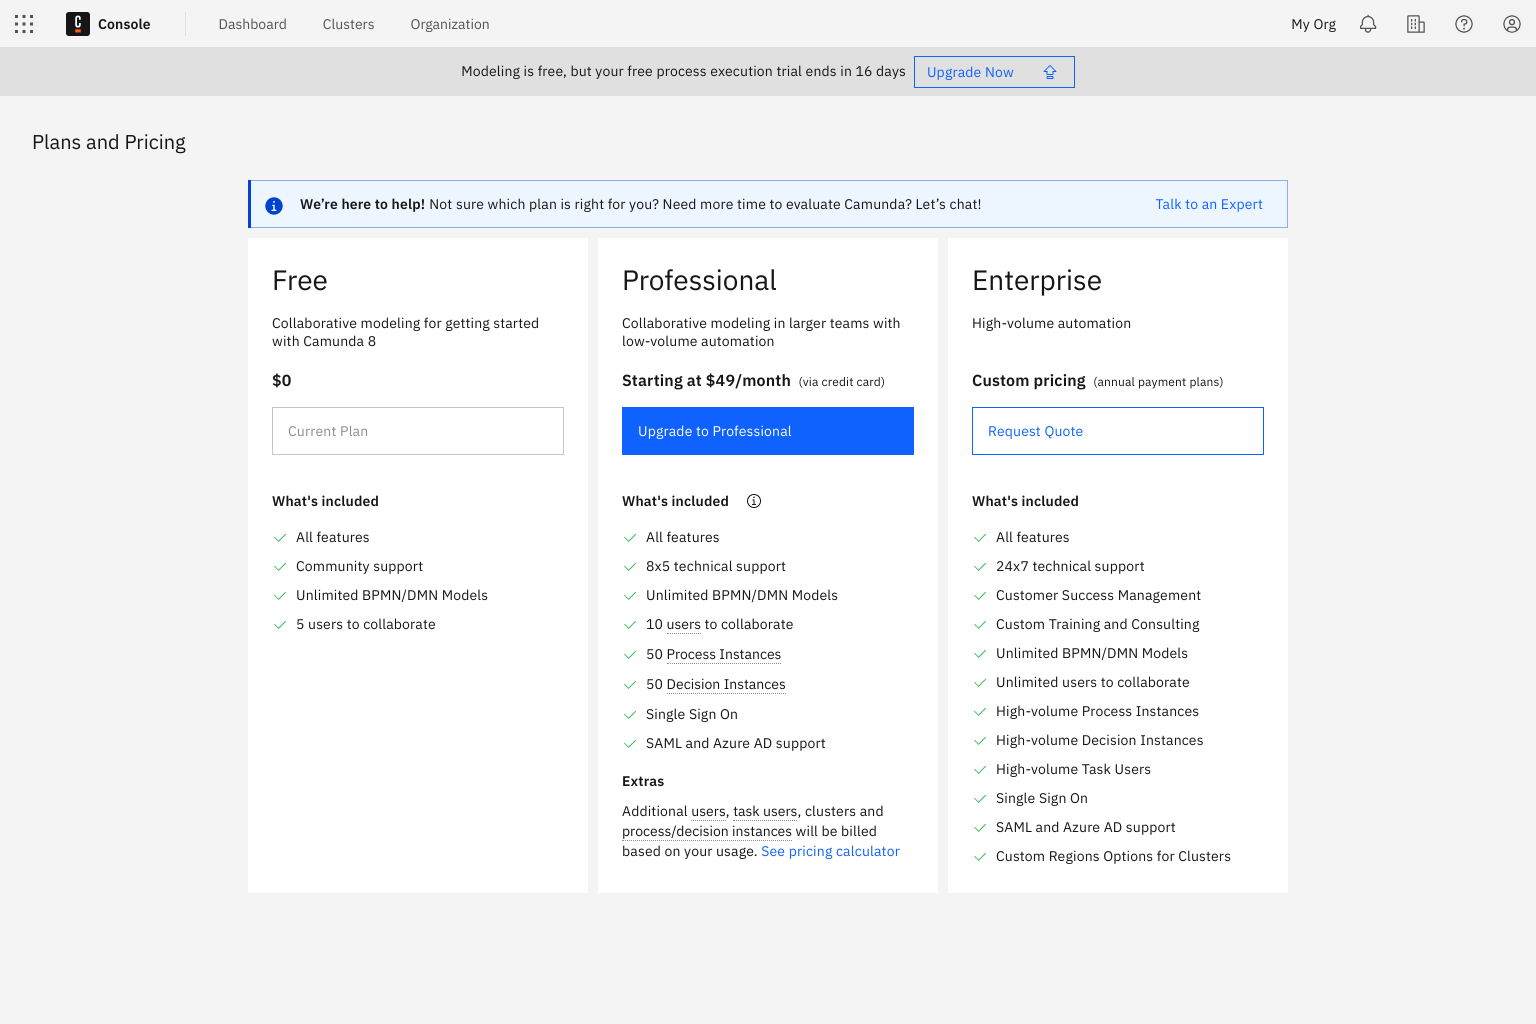 C Console Dashboard Clusters Organization My Org
Modeling is free, but your free process execution trial ends in 16 days Upgrade Now
Plans and Pricing
We're here to help! Not sure which plan is right for you? Need more time to evaluate Camunda? Let's chat! Talk to an Expert
Free
Collaborative modeling for getting started
with Camunda 8
$0
Current Plan
What's included
All features
Community support
Unlimited BPMN/DMN Models
5 users to collaborate
Professional
Collaborative modeling in larger teams with
low-volume automation
Starting at $49/month (via credit card)
Upgrade to Professional
What's included
All features
8x5 technical support
Unlimited BPMN/DMN Models
10 users to collaborate
50 Process Instances
50 Decision Instances
Single Sign On
SAML and Azure AD support
Extras
Additional users, task users, clusters and
process/decision instances will be billed
based on your usage. See pricing calculator
Enterprise
High-volume automation
Custom pricing (annual payment plans)
Request Quote
What's included
All features
24x7 technical support
Customer Success Management
Custom Training and Consulting
Unlimited BPMN/DMN Models
Unlimited users to collaborate
High-volume Process Instances
High-volume Decision Instances
High-volume Task Users
Single Sign On
SAML and Azure AD support
Custom Regions Options for Clusters